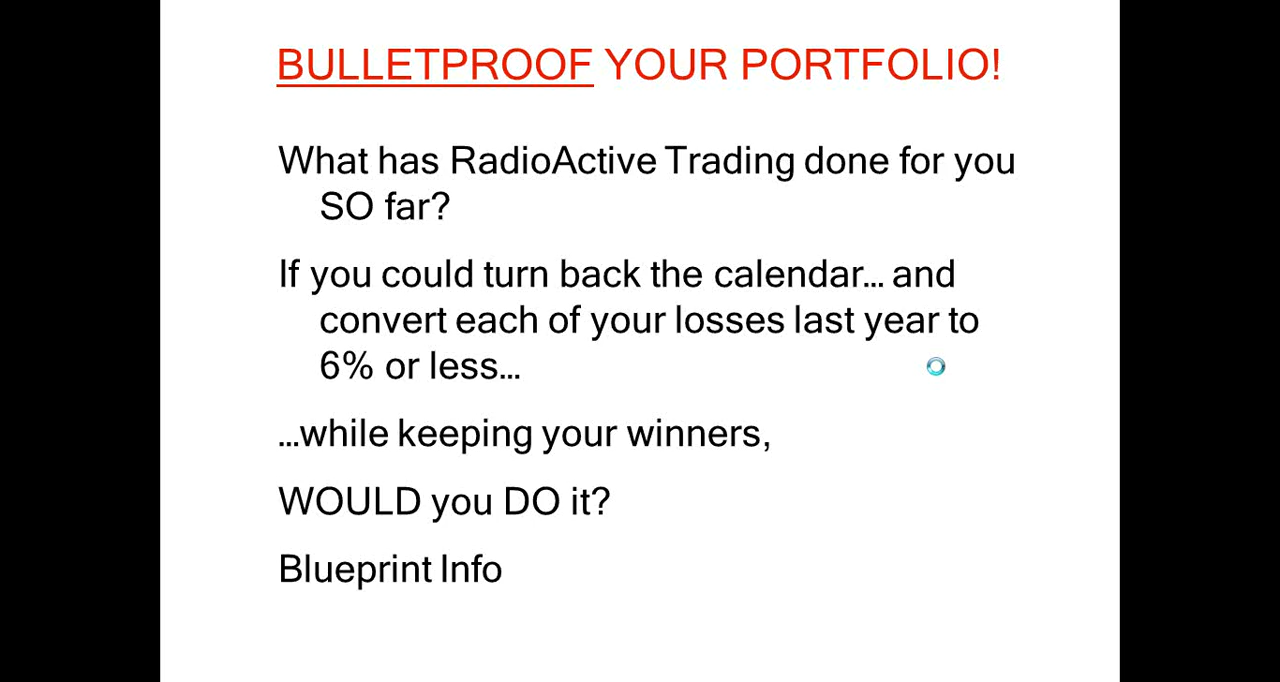 BULLETPROOF YOUR PORTFOLIO!
What has RadioActive Trading done for you
SO far?
If you could turn back the calendar... and
convert each of your losses last year to
6% or less...
...while keeping your winners,
WOULD you DO it?
Blueprint Info